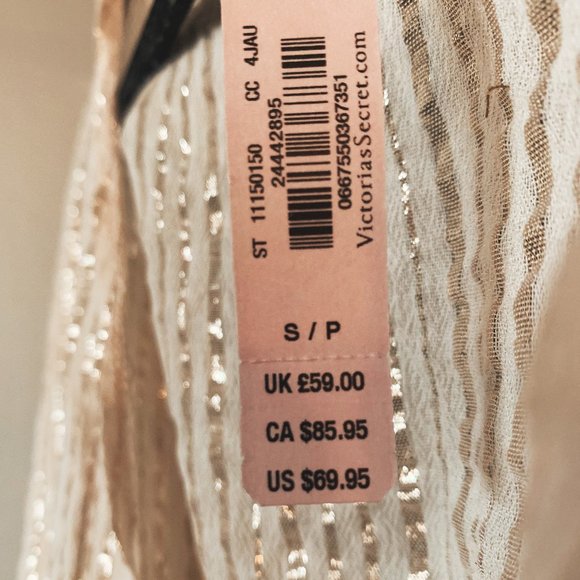 ST 11150150 CC 4JAU
24442895
0667550367351
VictoriasSecret.com
S / P
UK £59.00
CA $85.95
US $69.95